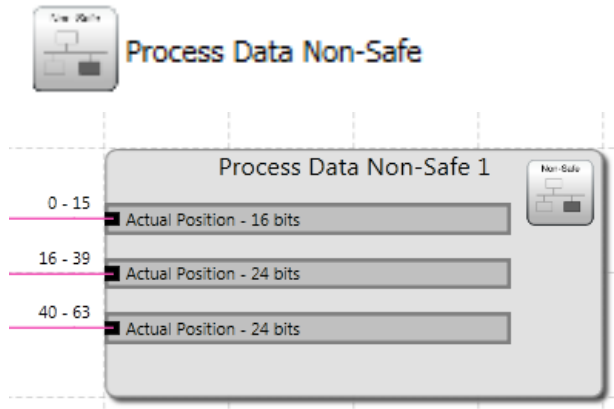 Non-Safe
Process Data Non-Safe
Process Data Non-Safe 1
Non-Safe
0 - 15
Actual Position - 16 bits
16 - 39
Actual Position - 24 bits
40 - 63
Actual Position - 24 bits